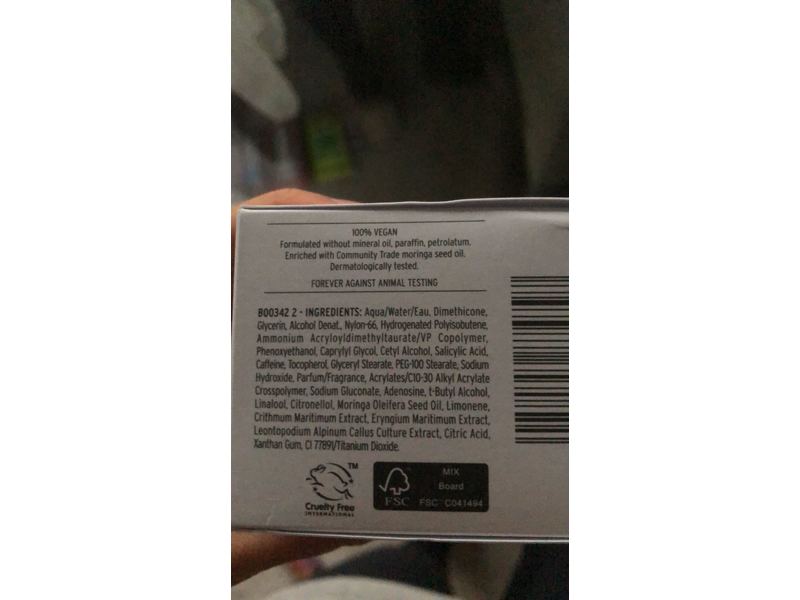 100% VEGAN
Formulated without mineral oil, paraffin, petrolatum.
Enriched with Community Trade moringa seed oil.
Dermatologically tested.
FOREVER AGAINST ANIMAL TESTING
B00342 2 - INGREDIENTS: Aqua/Water/Eau, Dimethicone,
Glycerin, Alcohol Denat., Nylon-66, Hydrogenated Polyisobutene,
Ammonium Acryloyldimethyltaurate/VP Copolymer,
Phenoxyethanol, Caprylyl Glycol, Cetyl Alcohol, Salicylic Acid,
Caffeine, Tocopherol, Glyceryl Stearate, PEG-100 Stearate, Sodium
Hydroxide, Parfum/Fragrance, Acrylates/C10-30 Alkyl Acrylate
Crosspolymer, Sodium Gluconate, Adenosine, t-Butyl Alcohol,
Linalool, Citronellol, Moringa Oleifera Seed Oil, Limonene,
Crithmum Maritimum Extract, Eryngium Maritimum Extract,
Leontopodium Alpinum Callus Culture Extract, Citric Acid,
Xanthan Gum, CI 77891/Titanium Dioxide.
TM
Cruelty Free
INTERNATIONAL
FSC
MIX
Board
FSC™ C041494